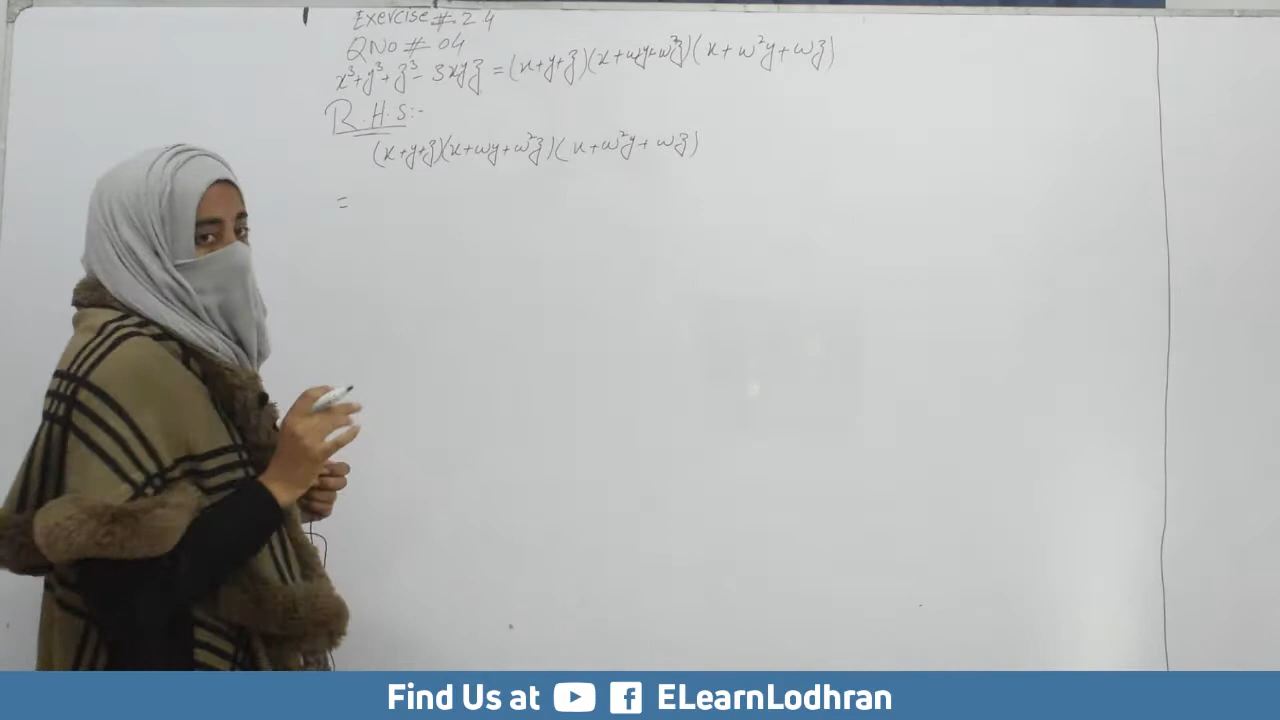 Exercise #. 2 4
QNo # 04
x³+y³+z³- 3xyz = (x+y+z)(x+ωy+ω²z)(x+ω²y+ωz)
R.H.S:-
(x+y+z)(x+ωy+ω²z)(x+ω²y+ωz)
=
Find Us at ELearnLodhran